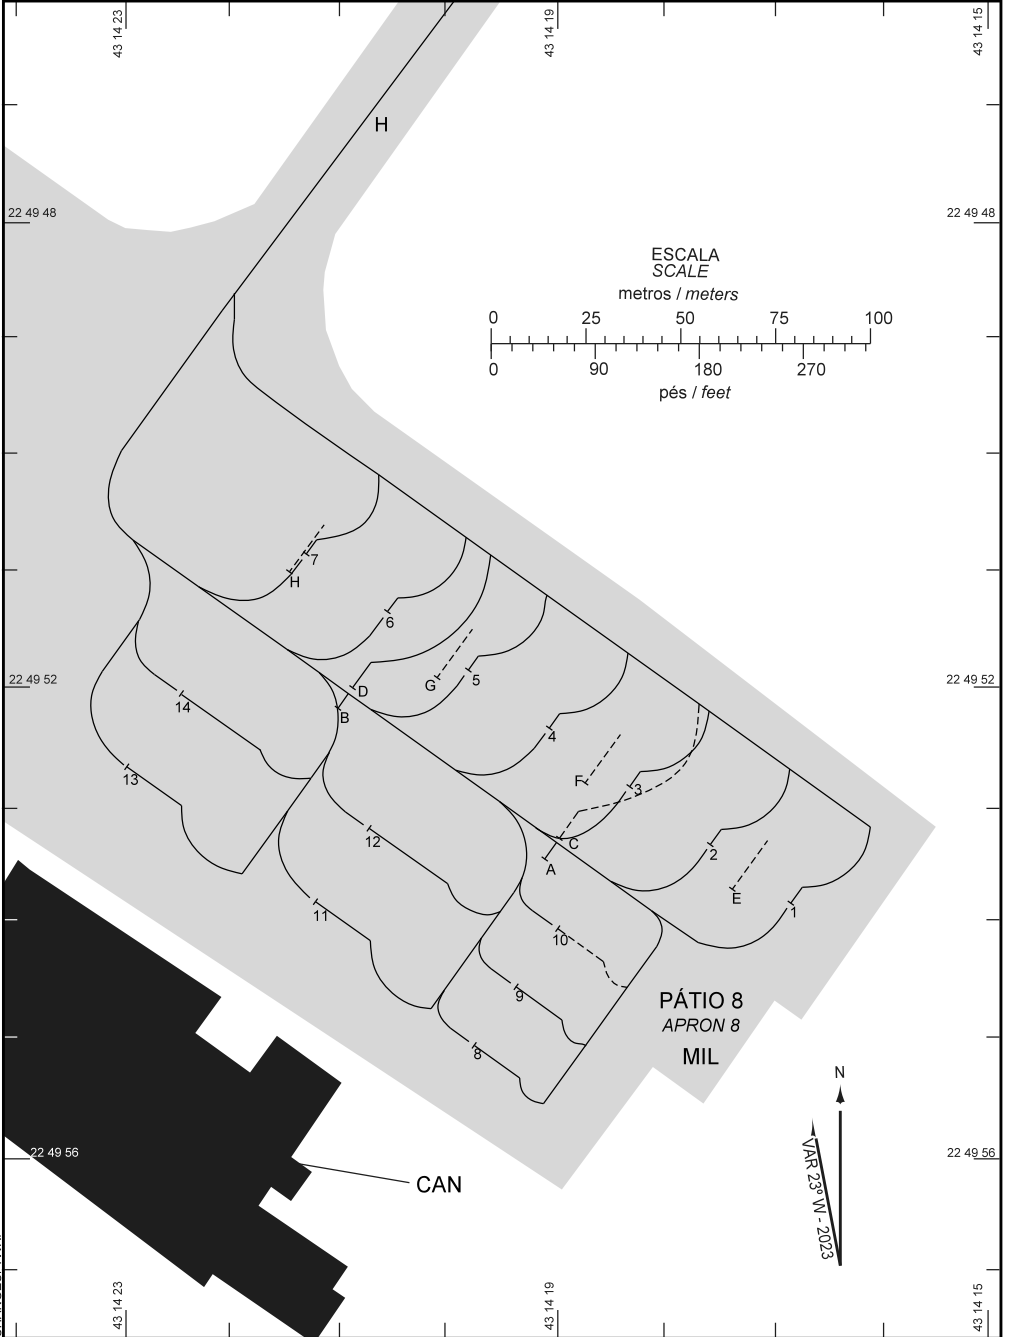 43 14 23
43 14 19
43 14 15
H
22 49 48
22 49 48
ESCALA
SCALE
metros / meters
0 25 50 75 100
0 90 180 270
pés / feet
7
H
6
D
G
5
B
22 49 52
22 49 52
14
4
13
F
3
12
C
A
2
E
1
11
10
9
8
PÁTIO 8
APRON 8
MIL
N
VAR 23º W - 2023
22 49 56
22 49 56
CAN
43 14 23
43 14 19
43 14 15